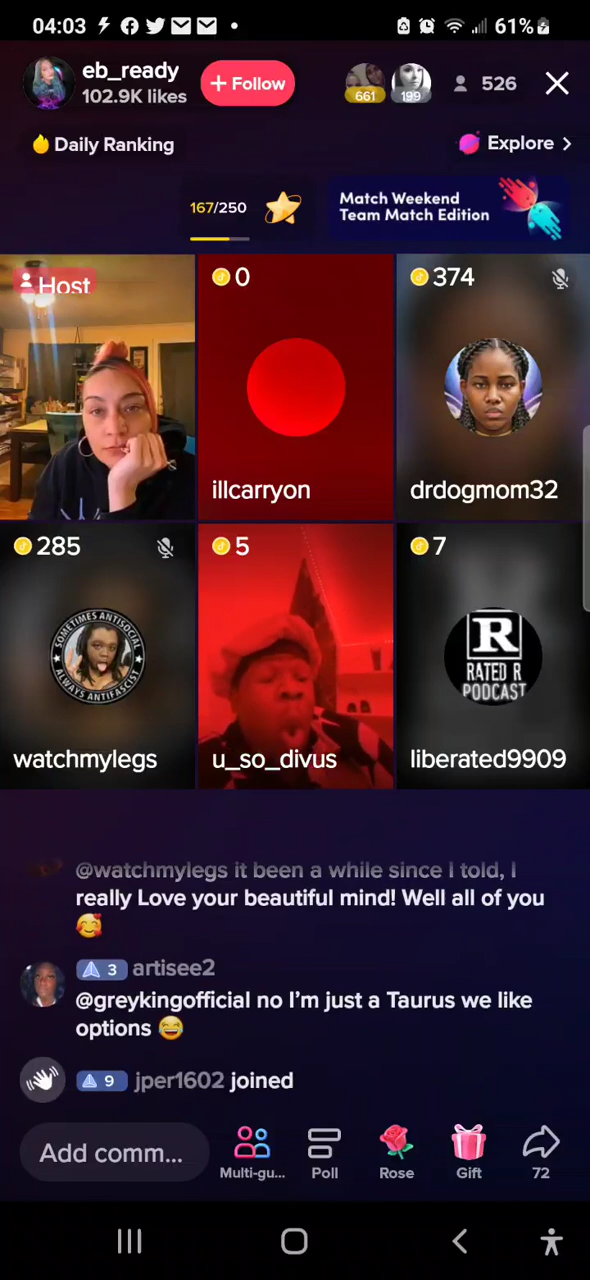 04:03
61%
eb_ready
102.9K likes
+ Follow
661
199
526
Daily Ranking
Explore >
167/250
Match Weekend
Team Match Edition
Host
0
374
illcarryon
drdogmom32
285
5
7
SOMETIMES ANTISOCIAL
ALWAYS ANTIFASCIST
R
RATED R
PODCAST
watchmylegs
u_so_divus
liberated9909
@watchmylegs it been a while since I told, I
really Love your beautiful mind! Well all of you
🥰
3 artisee2
@greykingofficial no I'm just a Taurus we like
options 😂
9 jper1602 joined
Add comm...
Multi-gu...
Poll
Rose
Gift
72